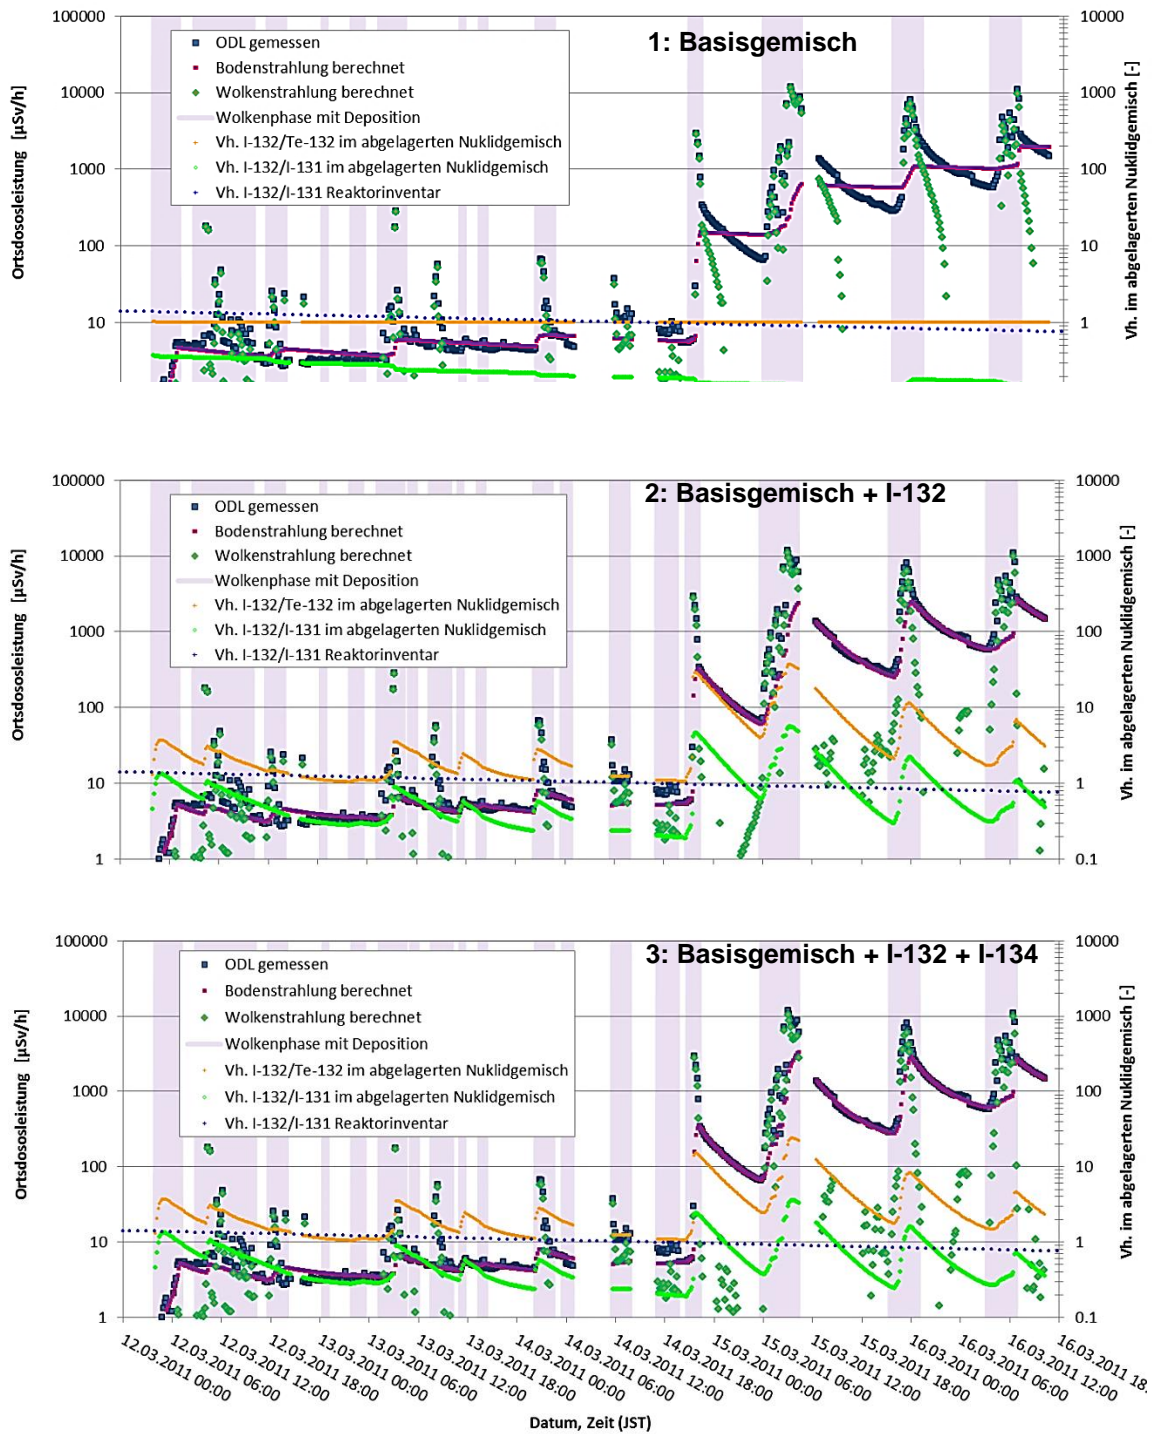 1: Basisgemisch
Ortsdososleistung [µSv/h]
100000
10000
1000
100
10
ODL gemessen
Bodenstrahlung berechnet
Wolkenstrahlung berechnet
Wolkenphase mit Deposition
Vh. I-132/Te-132 im abgelagerten Nuklidgemisch
Vh. I-132/I-131 im abgelagerten Nuklidgemisch
Vh. I-132/I-131 Reaktorinventar
10000
1000
100
10
1
Vh. im abgelagerten Nuklidgemisch [-]
2: Basisgemisch + I-132
Ortsdososleistung [µSv/h]
100000
10000
1000
100
10
1
ODL gemessen
Bodenstrahlung berechnet
Wolkenstrahlung berechnet
Wolkenphase mit Deposition
Vh. I-132/Te-132 im abgelagerten Nuklidgemisch
Vh. I-132/I-131 im abgelagerten Nuklidgemisch
Vh. I-132/I-131 Reaktorinventar
10000
1000
100
10
1
0.1
Vh. im abgelagerten Nuklidgemisch [-]
3: Basisgemisch + I-132 + I-134
Ortsdososleistung [µSv/h]
100000
10000
1000
100
10
1
ODL gemessen
Bodenstrahlung berechnet
Wolkenstrahlung berechnet
Wolkenphase mit Deposition
Vh. I-132/Te-132 im abgelagerten Nuklidgemisch
Vh. I-132/I-131 im abgelagerten Nuklidgemisch
Vh. I-132/I-131 Reaktorinventar
10000
1000
100
10
1
0.1
Vh. im abgelagerten Nuklidgemisch [-]
12.03.2011 00:00
12.03.2011 06:00
12.03.2011 12:00
12.03.2011 18:00
13.03.2011 00:00
13.03.2011 06:00
13.03.2011 12:00
13.03.2011 18:00
14.03.2011 00:00
14.03.2011 06:00
14.03.2011 12:00
14.03.2011 18:00
15.03.2011 00:00
15.03.2011 06:00
15.03.2011 12:00
15.03.2011 18:00
16.03.2011 00:00
16.03.2011 06:00
16.03.2011 12:00
16.03.2011 18:
Datum, Zeit (JST)